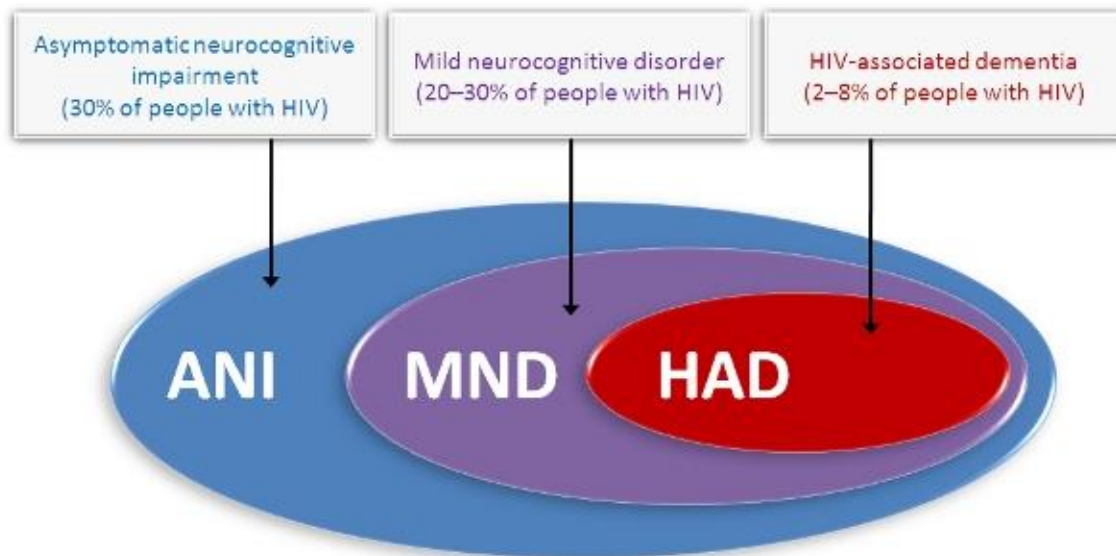 Asymptomatic neurocognitive
impairment
(30% of people with HIV)
Mild neurocognitive disorder
(20–30% of people with HIV)
HIV-associated dementia
(2–8% of people with HIV)
ANI
MND
HAD